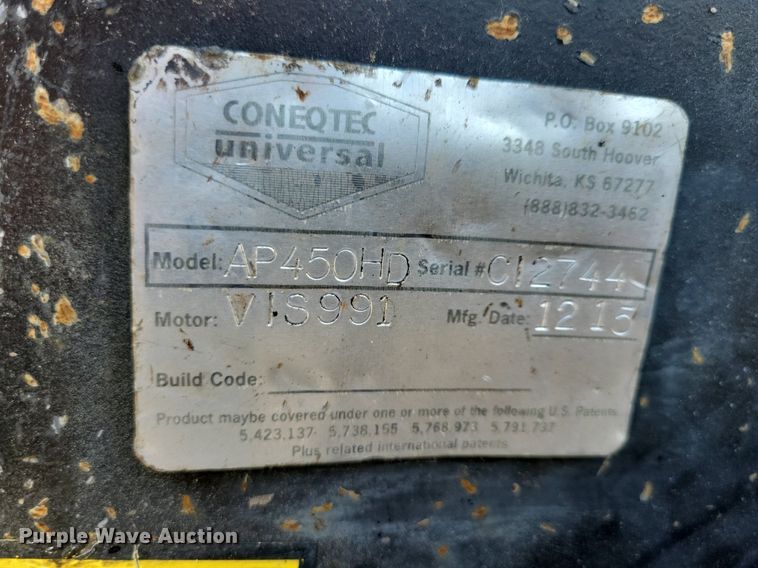 CONEQTEC
universal
P.O. Box 9102
3348 South Hoover
Wichita, KS 67277
(888)832-3462
Model: AP450HD Serial # CI2744
Motor: VIS991 Mfg. Date: 12 15
Build Code:
Product maybe covered under one or more of the following U.S. Patents
5,423,137 5,738,155 5,768,973 5,791,737
Plus related international patents
Purple Wave Auction